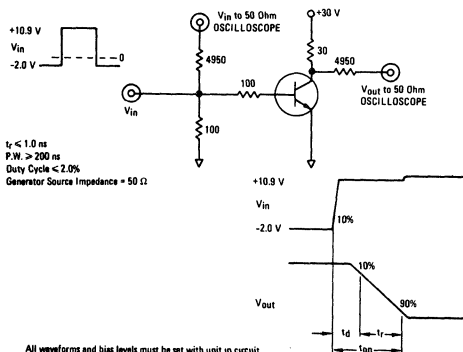 +10.9 V
Vin
-2.0 V
0
Vin to 50 Ohm
OSCILLOSCOPE
4950
100
100
Vin
+30 V
30
4950
Vout to 50 Ohm
OSCILLOSCOPE
tr ≤ 1.0 ns
P.W. ≥ 200 ns
Duty Cycle ≤ 2.0%
Generator Source Impedance = 50 Ω
+10.9 V
Vin
-2.0 V
10%
10%
90%
Vout
td
tr
ton
All waveforms and bias levels must be set with unit in circuit